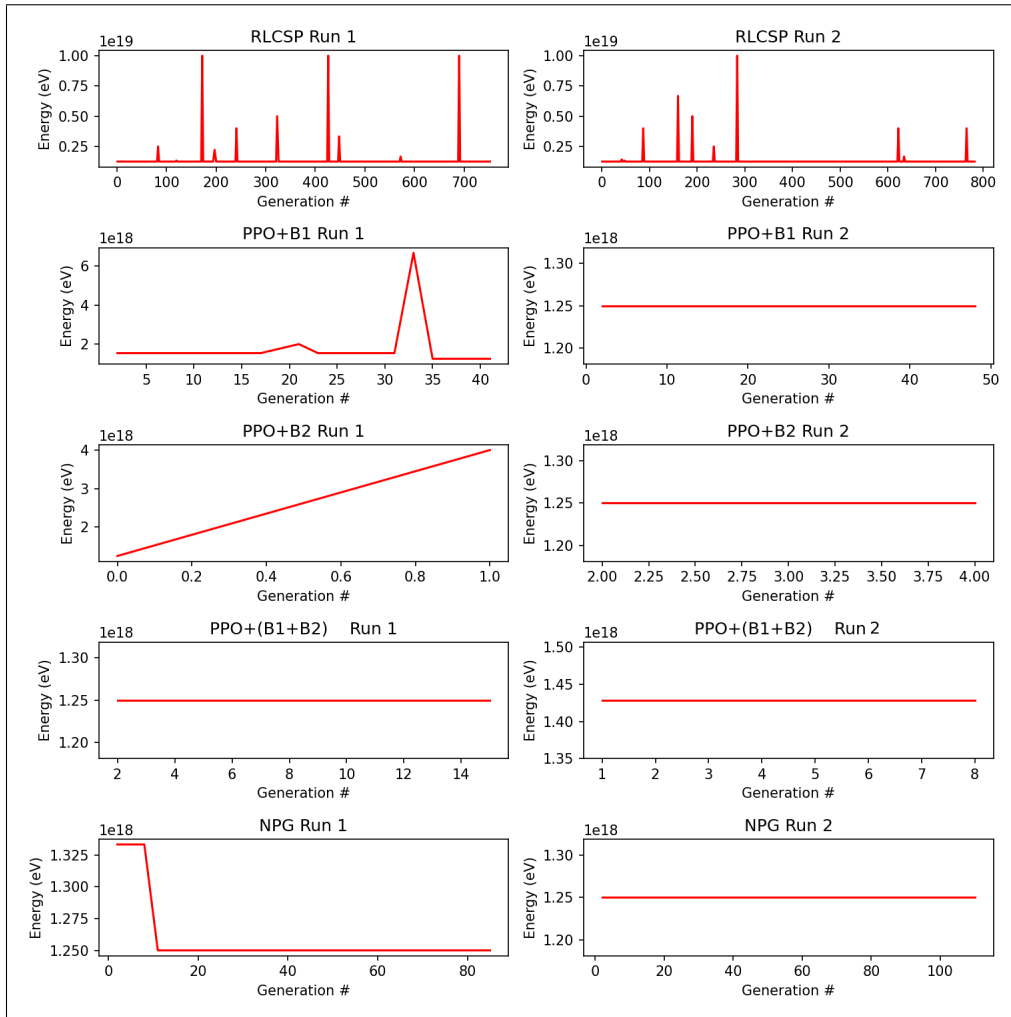 RLCSP Run 1
1e19
Energy (eV)
1.00
0.75
0.50
0.25
0 100 200 300 400 500 600 700
Generation #
RLCSP Run 2
1e19
Energy (eV)
1.00
0.75
0.50
0.25
0 100 200 300 400 500 600 700 800
Generation #
PPO+B1 Run 1
1e18
Energy (eV)
6
4
2
5 10 15 20 25 30 35 40
Generation #
PPO+B1 Run 2
1e18
Energy (eV)
1.30
1.25
1.20
0 10 20 30 40 50
Generation #
PPO+B2 Run 1
1e18
Energy (eV)
4
3
2
0.0 0.2 0.4 0.6 0.8 1.0
Generation #
PPO+B2 Run 2
1e18
Energy (eV)
1.30
1.25
1.20
2.00 2.25 2.50 2.75 3.00 3.25 3.50 3.75 4.00
Generation #
PPO+(B1+B2) Run 1
1e18
Energy (eV)
1.30
1.25
1.20
2 4 6 8 10 12 14
Generation #
PPO+(B1+B2) Run 2
1e18
Energy (eV)
1.50
1.45
1.40
1.35
1 2 3 4 5 6 7 8
Generation #
NPG Run 1
1e18
Energy (eV)
1.325
1.300
1.275
1.250
0 20 40 60 80
Generation #
NPG Run 2
1e18
Energy (eV)
1.30
1.25
1.20
0 20 40 60 80 100
Generation #